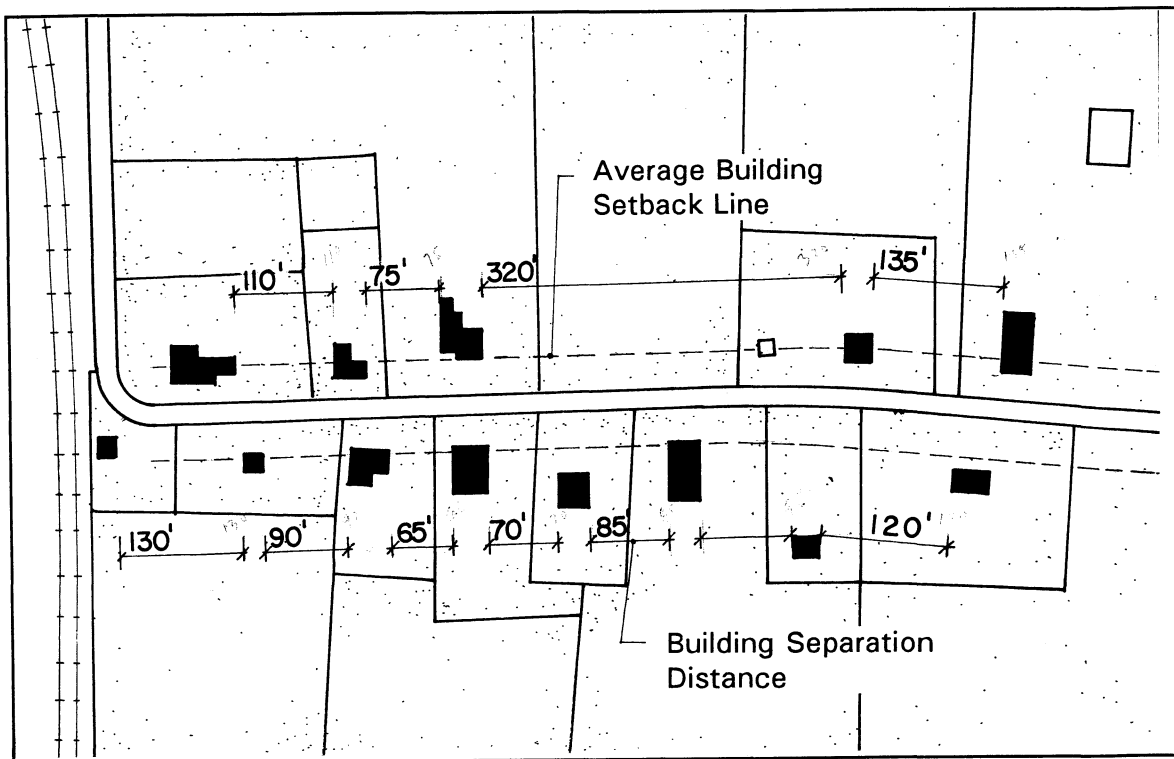 Average Building
Setback Line
110' 75' 320' 135'
130' 90' 65' 70' 85' 120'
Building Separation
Distance